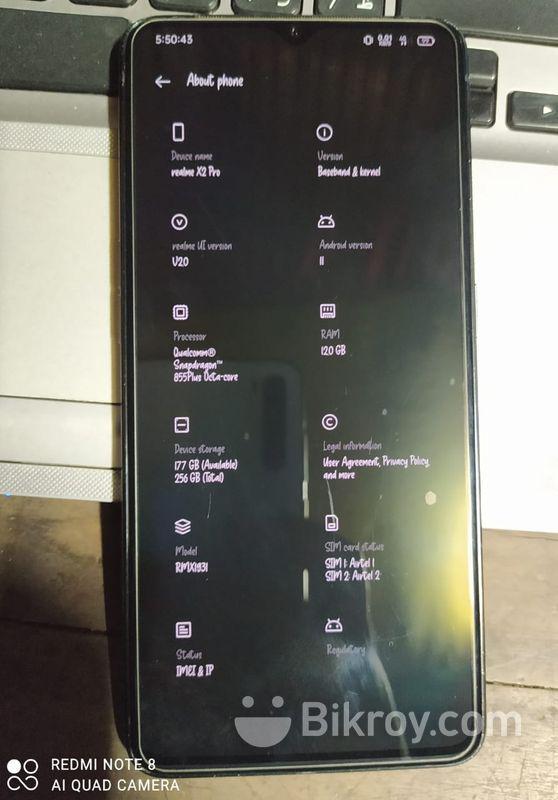 5:50:43
99
About phone
Device name
realme X2 Pro
Version
Baseband & kernel
realme UI version
V2.0
Android version
11
Processor
Qualcomm®
Snapdragon™
855Plus Octa-core
RAM
12.0 GB
Device storage
177 GB (Available)
256 GB (Total)
Legal information
User Agreement, Privacy Policy,
and more
Model
RMX1931
SIM card status
SIM 1: Airtel 1
SIM 2: Airtel 2
Status
IMEI & IP
Regulatory
Bikroy.com
REDMI NOTE 8
AI QUAD CAMERA